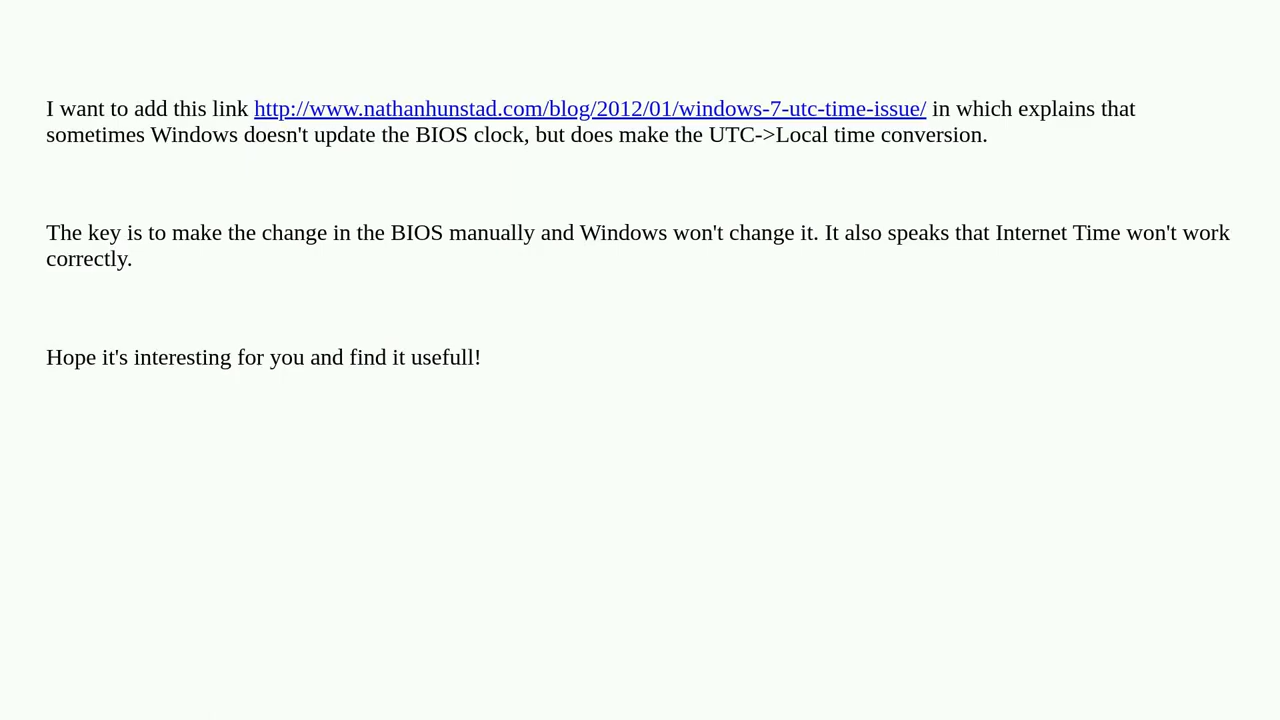 I want to add this link http://www.nathanhunstad.com/blog/2012/01/windows-7-utc-time-issue/ in which explains that
sometimes Windows doesn't update the BIOS clock, but does make the UTC->Local time conversion.
The key is to make the change in the BIOS manually and Windows won't change it. It also speaks that Internet Time won't work
correctly.
Hope it's interesting for you and find it usefull!